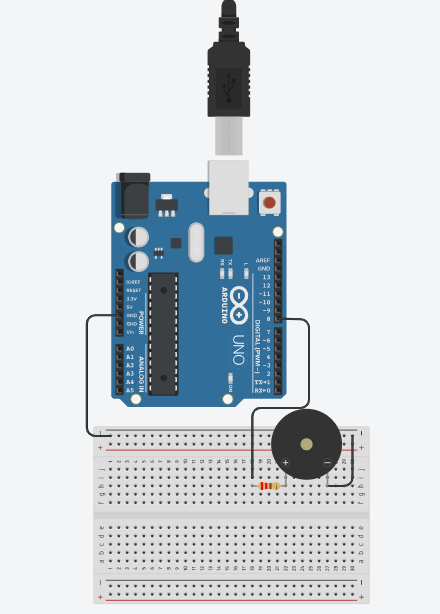 AREF
GND
13
12
~11
~10
~9
8
7
~6
~5
4
~3
2
TX→1
RX←0
DIGITAL (PWM~)
IOREF
RESET
3.3V
5V
GND
GND
Vin
POWER
A0
A1
A2
A3
A4
A5
ANALOG IN
RX
TX
L
ARDUINO
UNO
ON
- + + -
j
i
h
g
f
e
d
c
b
a